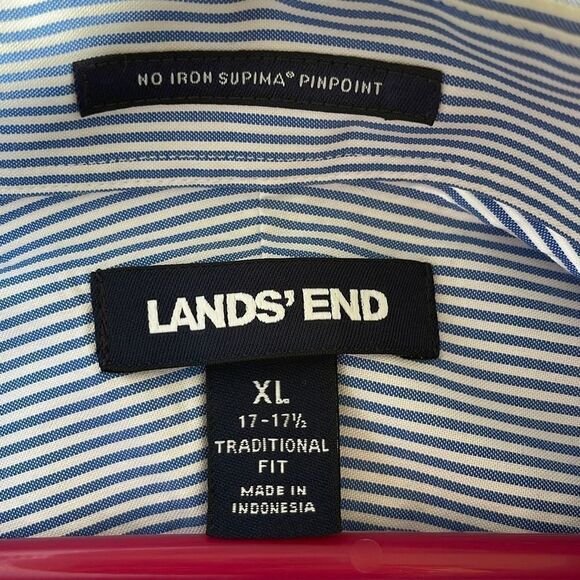 NO IRON SUPIMA® PINPOINT
LANDS' END
XL
17-17½
TRADITIONAL
FIT
MADE IN
INDONESIA